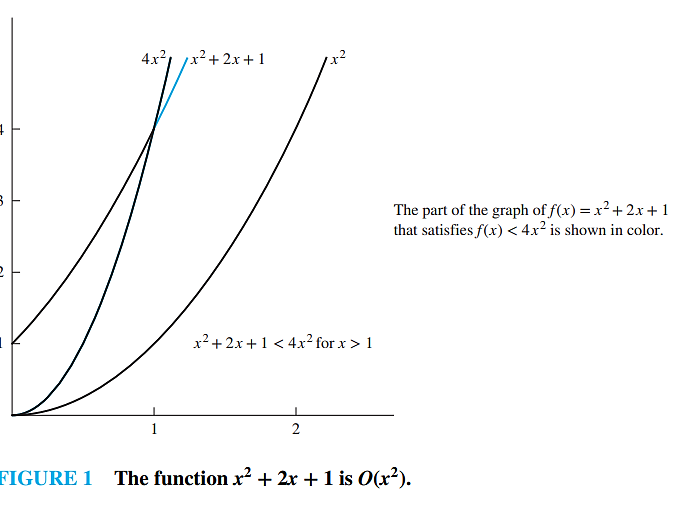 4x² x² + 2x + 1 x²
4
3
The part of the graph of f(x) = x² + 2x + 1
that satisfies f(x) < 4x² is shown in color.
2
1
x² + 2x + 1 < 4x² for x > 1
1 2
FIGURE 1 The function x² + 2x + 1 is O(x²).